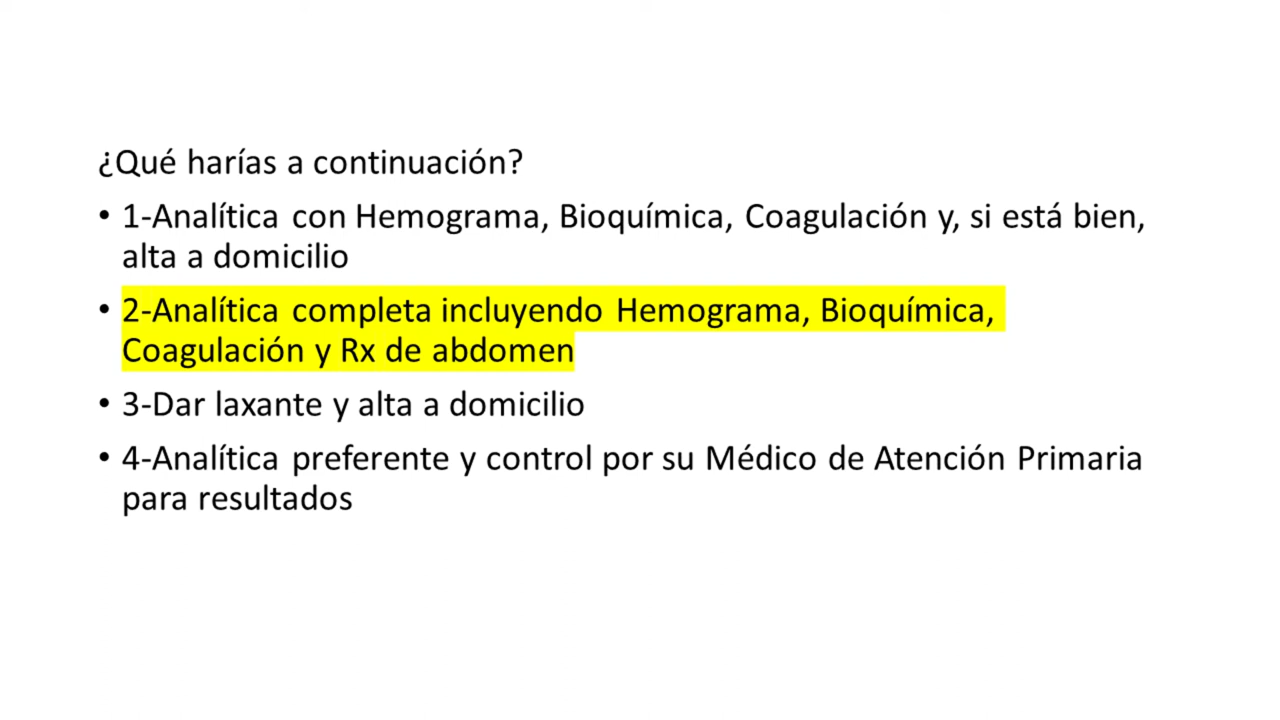 ¿Qué harías a continuación?
• 1-Analítica con Hemograma, Bioquímica, Coagulación y, si está bien,
alta a domicilio
• 2-Analítica completa incluyendo Hemograma, Bioquímica,
Coagulación y Rx de abdomen
• 3-Dar laxante y alta a domicilio
• 4-Analítica preferente y control por su Médico de Atención Primaria
para resultados